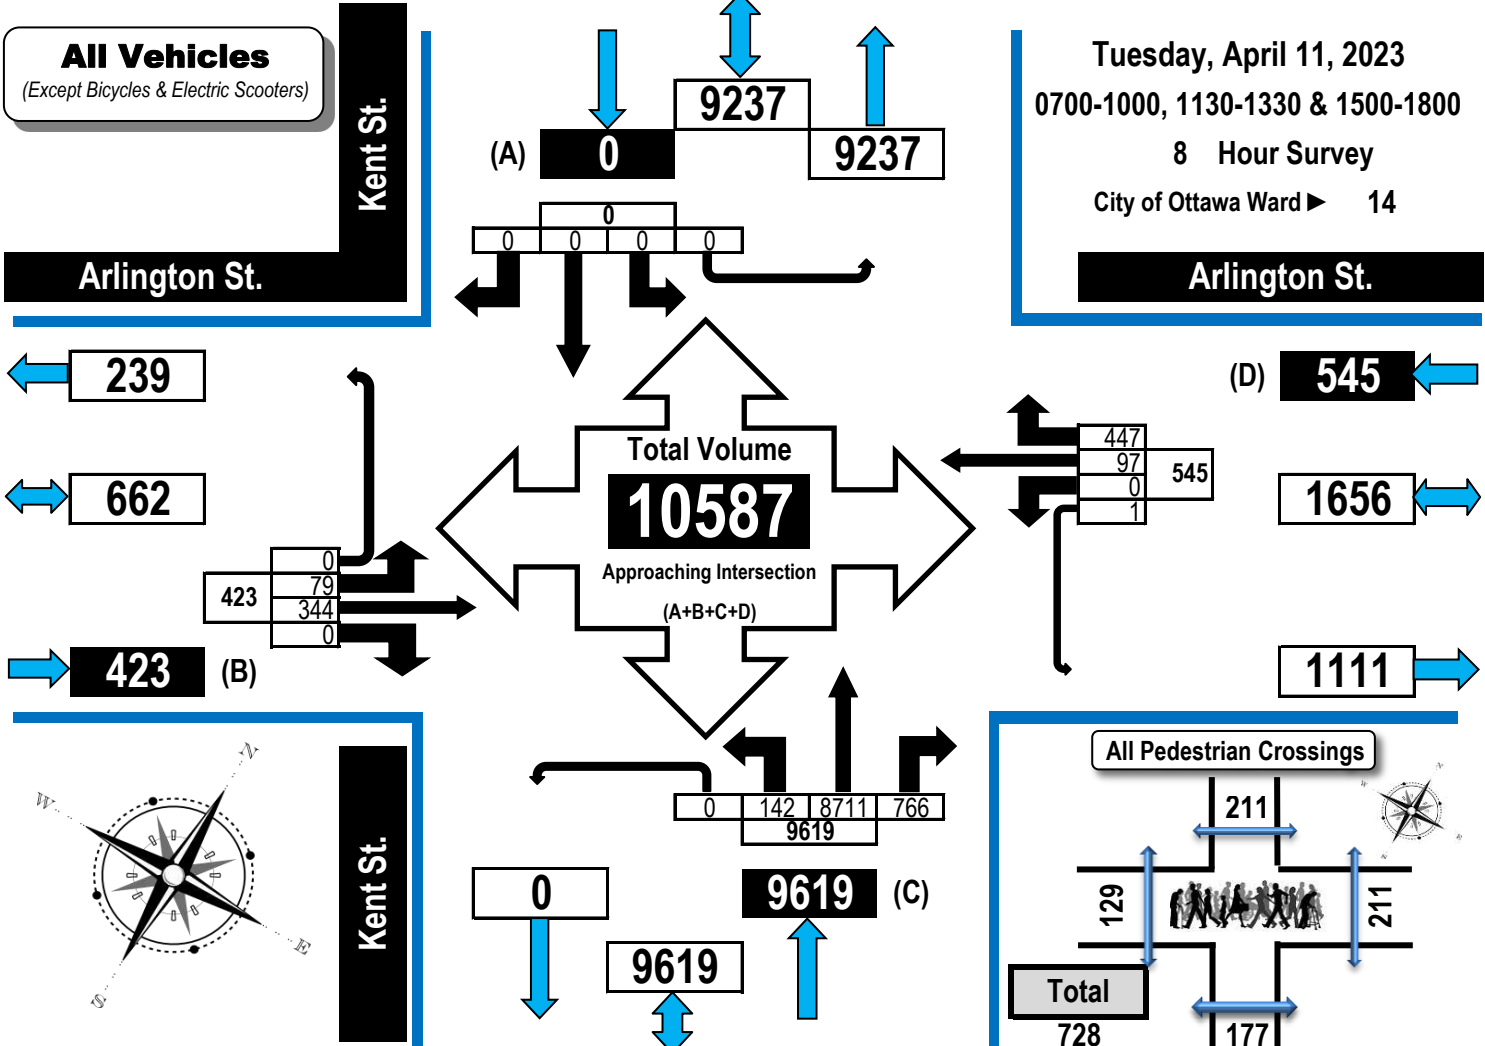 All Vehicles
(Except Bicycles & Electric Scooters)
Kent St.
Arlington St.
9237
(A) 0
9237
0
0 0 0 0
Tuesday, April 11, 2023
0700-1000, 1130-1330 & 1500-1800
8 Hour Survey
City of Ottawa Ward ► 14
Arlington St.
239
662
0
79
344
0
423
423 (B)
Total Volume
10587
Approaching Intersection
(A+B+C+D)
(D) 545
447
97
0
1
545
1656
1111
N
W
E
S
Kent St.
0 142 8711 766
9619
0
9619 (C)
9619
All Pedestrian Crossings
211
129
211
Total
728
177